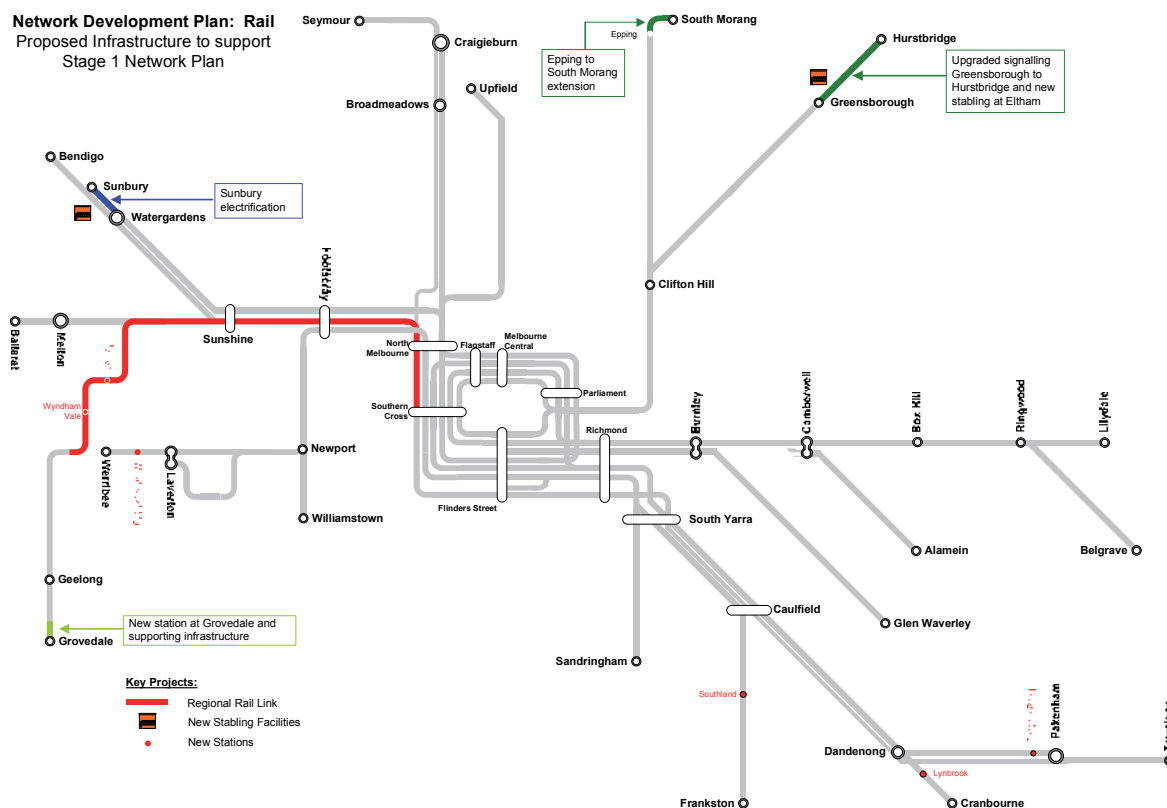 Network Development Plan: Rail
Proposed Infrastructure to support
Stage 1 Network Plan
Seymour
Craigieburn
Broadmeadows
Upfield
Epping to
South Morang
extension
South Morang
Epping
Hurstbridge
Greensborough
Upgraded signalling
Greensborough to
Hurstbridge and new
stabling at Eltham
Bendigo
Sunbury
Watergardens
Sunbury
electrification
Footscray
Clifton Hill
Ballarat
Melton
Sunshine
North
Melbourne
Flagstaff
Melbourne
Central
Parliament
Southern
Cross
Richmond
Flinders Street
Burnley
Camberwell
Box Hill
Ringwood
Lilydale
Wyndham
Vale
Werribee
Laverton
Newport
Williamstown
South Yarra
Alamein
Belgrave
Geelong
Grovedale
New station at Grovedale and
supporting infrastructure
Caulfield
Glen Waverley
Sandringham
Southland
Key Projects:
Regional Rail Link
New Stabling Facilities
New Stations
Dandenong
Pakenham
Lynbrook
Frankston
Cranbourne